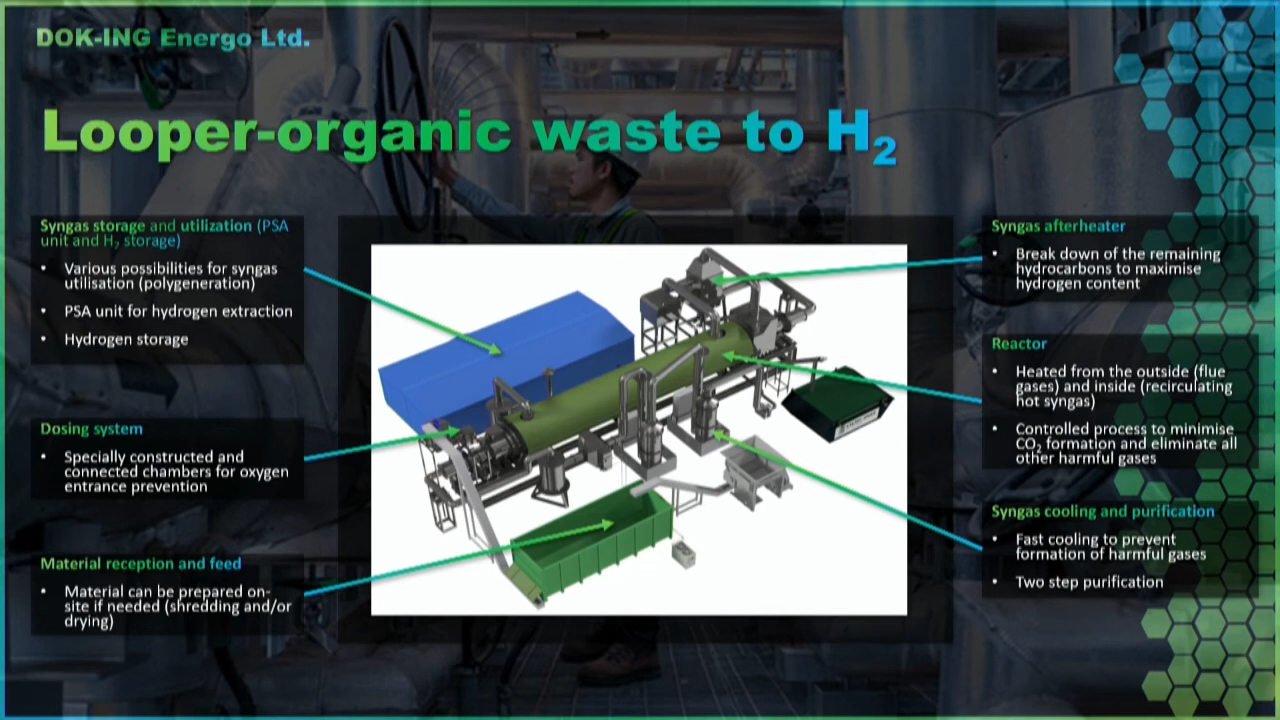 DOK-ING Energo Ltd.
Looper-organic waste to H₂
Syngas storage and utilization (PSA
unit and H₂ storage)
• Various possibilities for syngas
utilisation (polygeneration)
• PSA unit for hydrogen extraction
• Hydrogen storage
Dosing system
• Specially constructed and
connected chambers for oxygen
entrance prevention
Material reception and feed
• Material can be prepared on-
site if needed (shredding and/or
drying)
Syngas afterheater
• Break down of the remaining
hydrocarbons to maximise
hydrogen content
Reactor
• Heated from the outside (flue
gases) and inside (recirculating
hot syngas)
• Controlled process to minimise
CO₂ formation and eliminate all
other harmful gases
Syngas cooling and purification
• Fast cooling to prevent
formation of harmful gases
• Two step purification